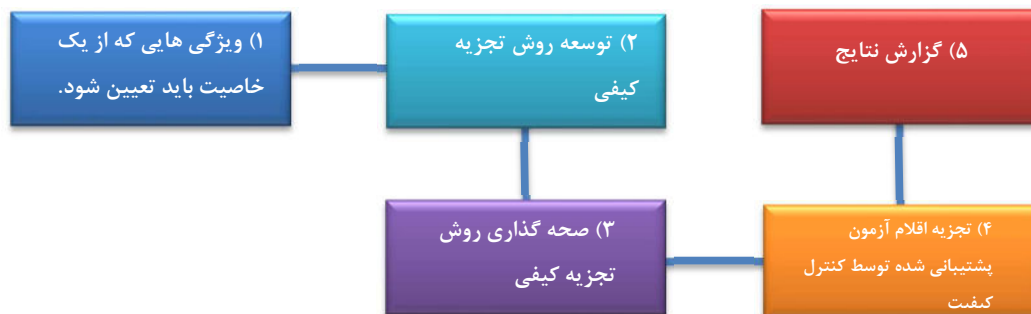 ۱) ویژگی هایی که از یک
خاصیت باید تعیین شود.
۲) توسعه روش تجزیه
کیفی
۳) صحه گذاری روش
تجزیه کیفی
۴) تجزیه اقلام آزمون
پشتیبانی شده توسط کنترل
کیفیت
۵) گزارش نتایج